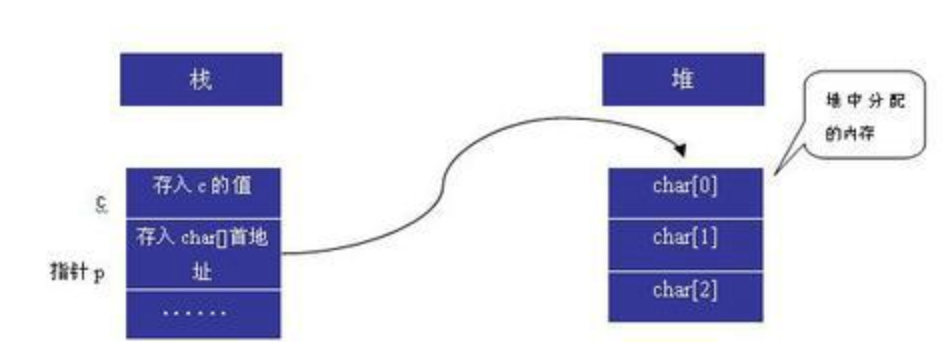 栈
堆
堆中分配
的内存
c
存入 c 的值
char[0]
存入 char[]首地
址
char[1]
指针 p
char[2]
······